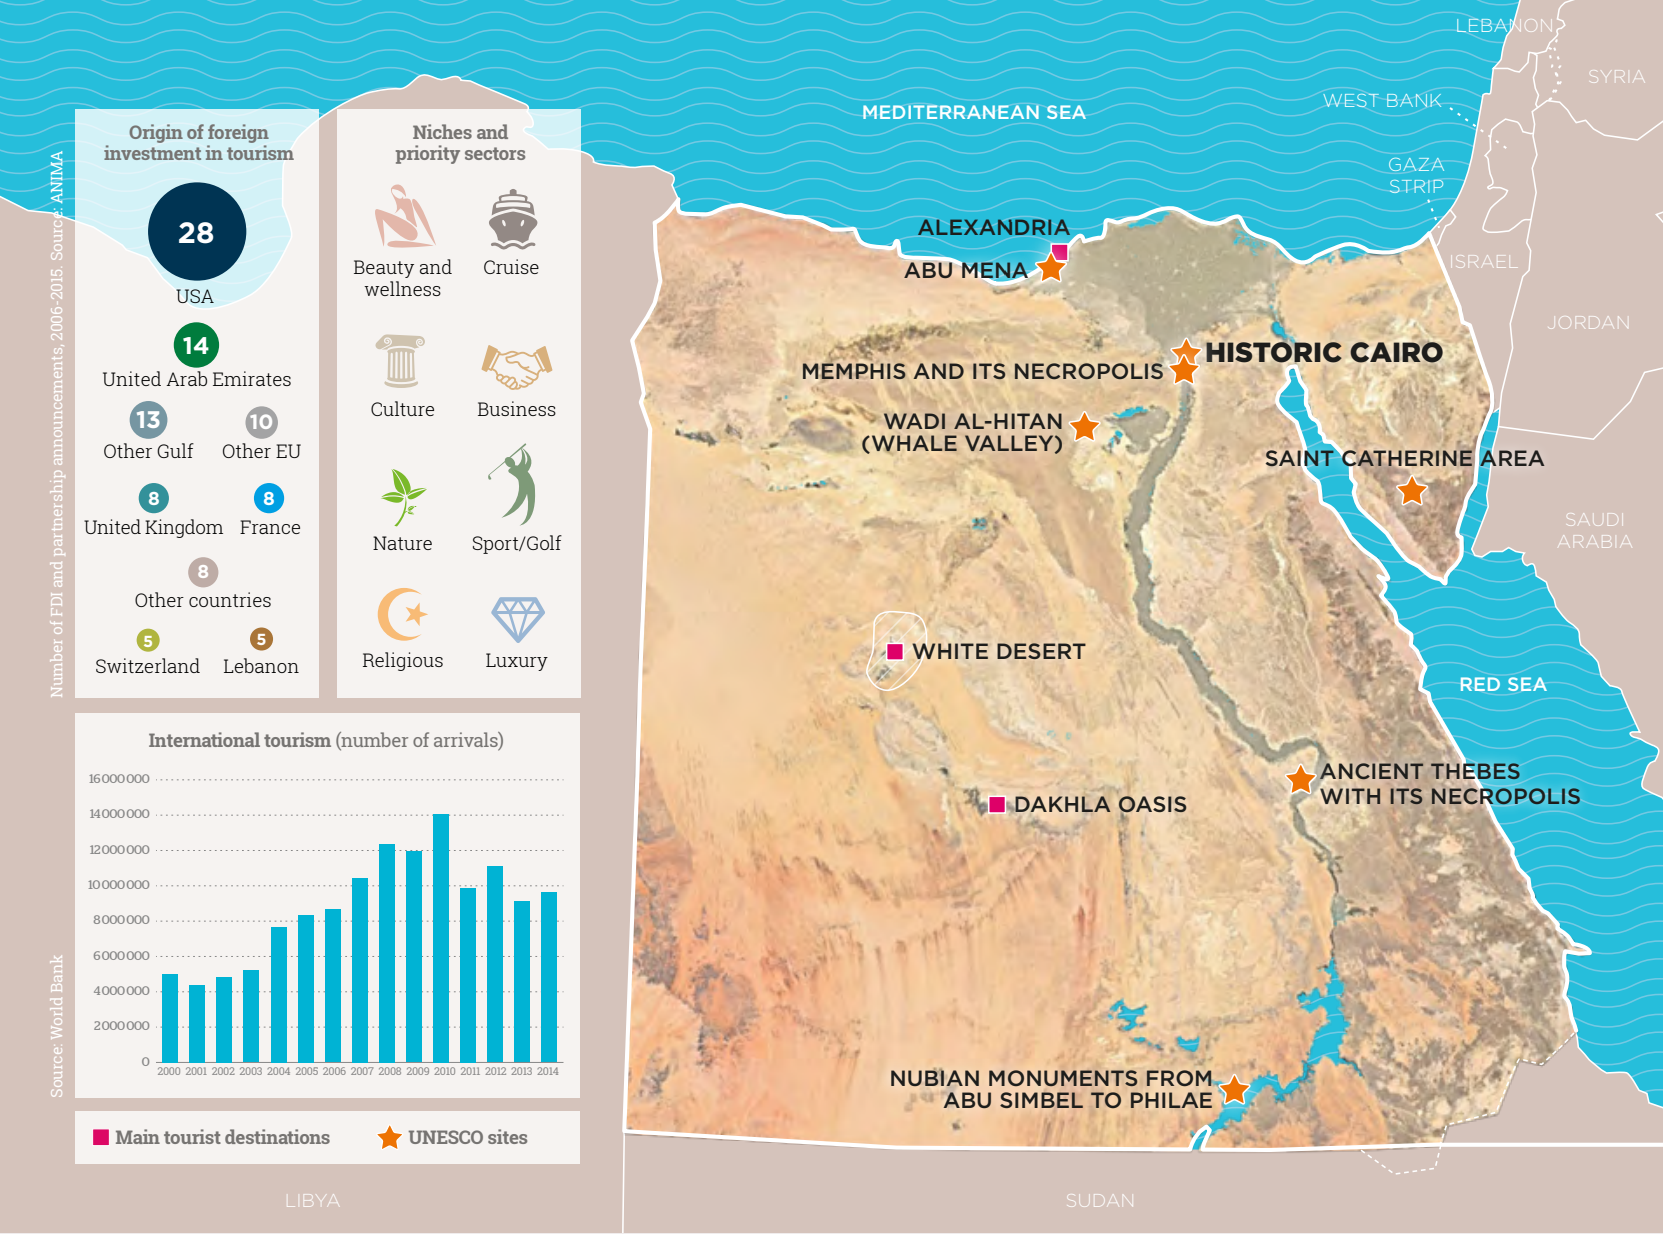 Number of FDI and partnership announcements, 2006-2015. Source: ANIMA
Origin of foreign
investment in tourism
28
USA
14
United Arab Emirates
13
Other Gulf
10
Other EU
8
United Kingdom
8
France
8
Other countries
5
Switzerland
5
Lebanon
Niches and
priority sectors
Beauty and
wellness
Cruise
Culture
Business
Nature
Sport/Golf
Religious
Luxury
Source: World Bank
International tourism (number of arrivals)
16000000
14000000
12000000
10000000
8000000
6000000
4000000
2000000
0
2000 2001 2002 2003 2004 2005 2006 2007 2008 2009 2010 2011 2012 2013 2014
Main tourist destinations
UNESCO sites
LIBYA
SUDAN
MEDITERRANEAN SEA
LEBANON
SYRIA
WEST BANK
GAZA
STRIP
ISRAEL
JORDAN
SAUDI
ARABIA
RED SEA
ALEXANDRIA
ABU MENA
HISTORIC CAIRO
MEMPHIS AND ITS NECROPOLIS
WADI AL-HITAN
(WHALE VALLEY)
SAINT CATHERINE AREA
WHITE DESERT
DAKHLA OASIS
ANCIENT THEBES
WITH ITS NECROPOLIS
NUBIAN MONUMENTS FROM
ABU SIMBEL TO PHILAE